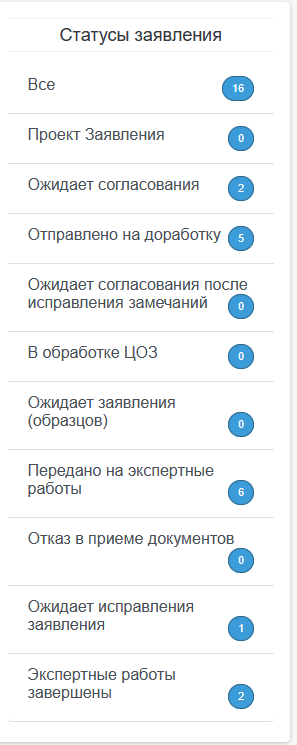 Статусы заявления
Все 16
Проект Заявления 0
Ожидает согласования 2
Отправлено на доработку 5
Ожидает согласования после
исправления замечаний 0
В обработке ЦОЗ 0
Ожидает заявления
(образцов) 0
Передано на экспертные
работы 6
Отказ в приеме документов
0
Ожидает исправления
заявления 1
Экспертные работы
завершены 2